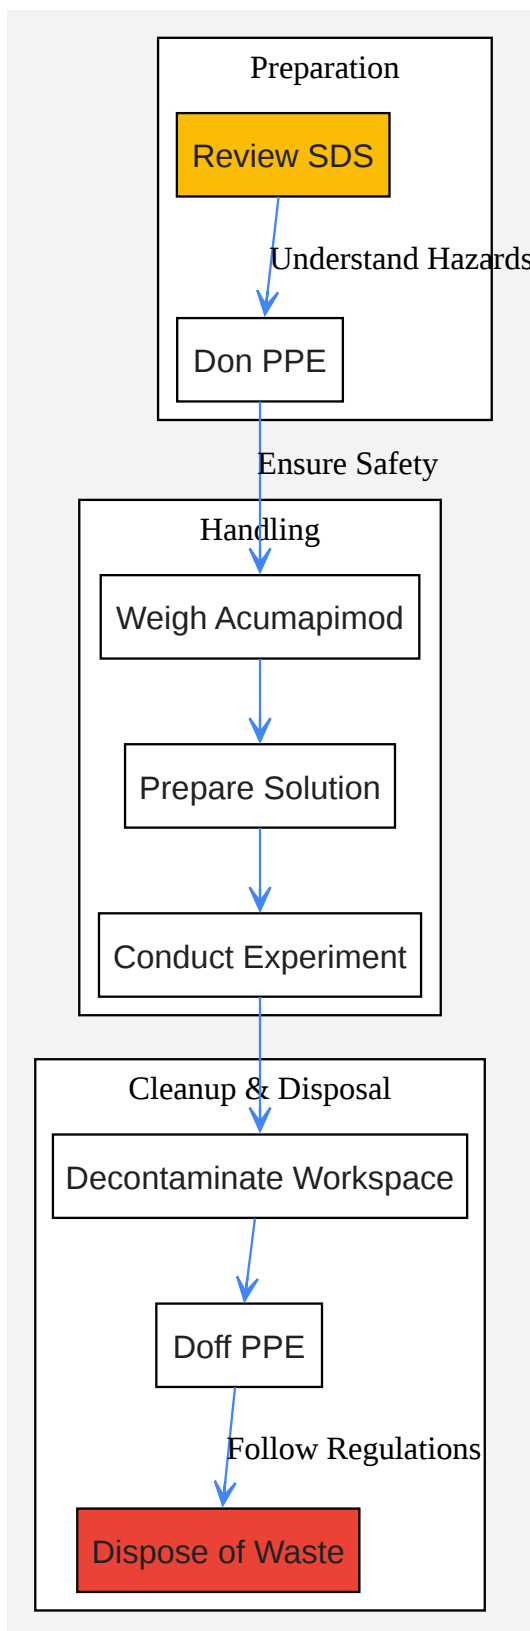 Preparation
Review SDS
Understand Hazards
Don PPE
Ensure Safety
Handling
Weigh Acumapimod
Prepare Solution
Conduct Experiment
Cleanup & Disposal
Decontaminate Workspace
Doff PPE
Follow Regulations
Dispose of Waste